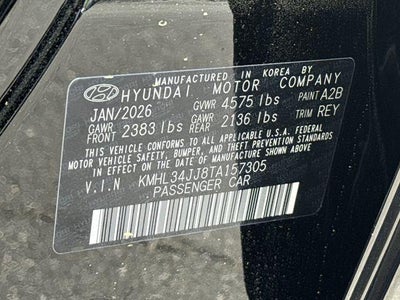 MANUFACTURED IN KOREA BY
HYUNDAI MOTOR COMPANY
JAN/2026 GVWR 4575 lbs PAINT A2B
GAWR FRONT 2383 lbs GAWR REAR 2136 lbs TRIM REY
THIS VEHICLE CONFORMS TO ALL APPLICABLE U.S.A. FEDERAL
MOTOR VEHICLE SAFETY, BUMPER, AND THEFT PREVENTION
STANDARDS IN EFFECT ON THE DATE OF MANUFACTURE
SHOWN ABOVE.
V.I.N KMHL34JJ8TA157305
PASSENGER CAR